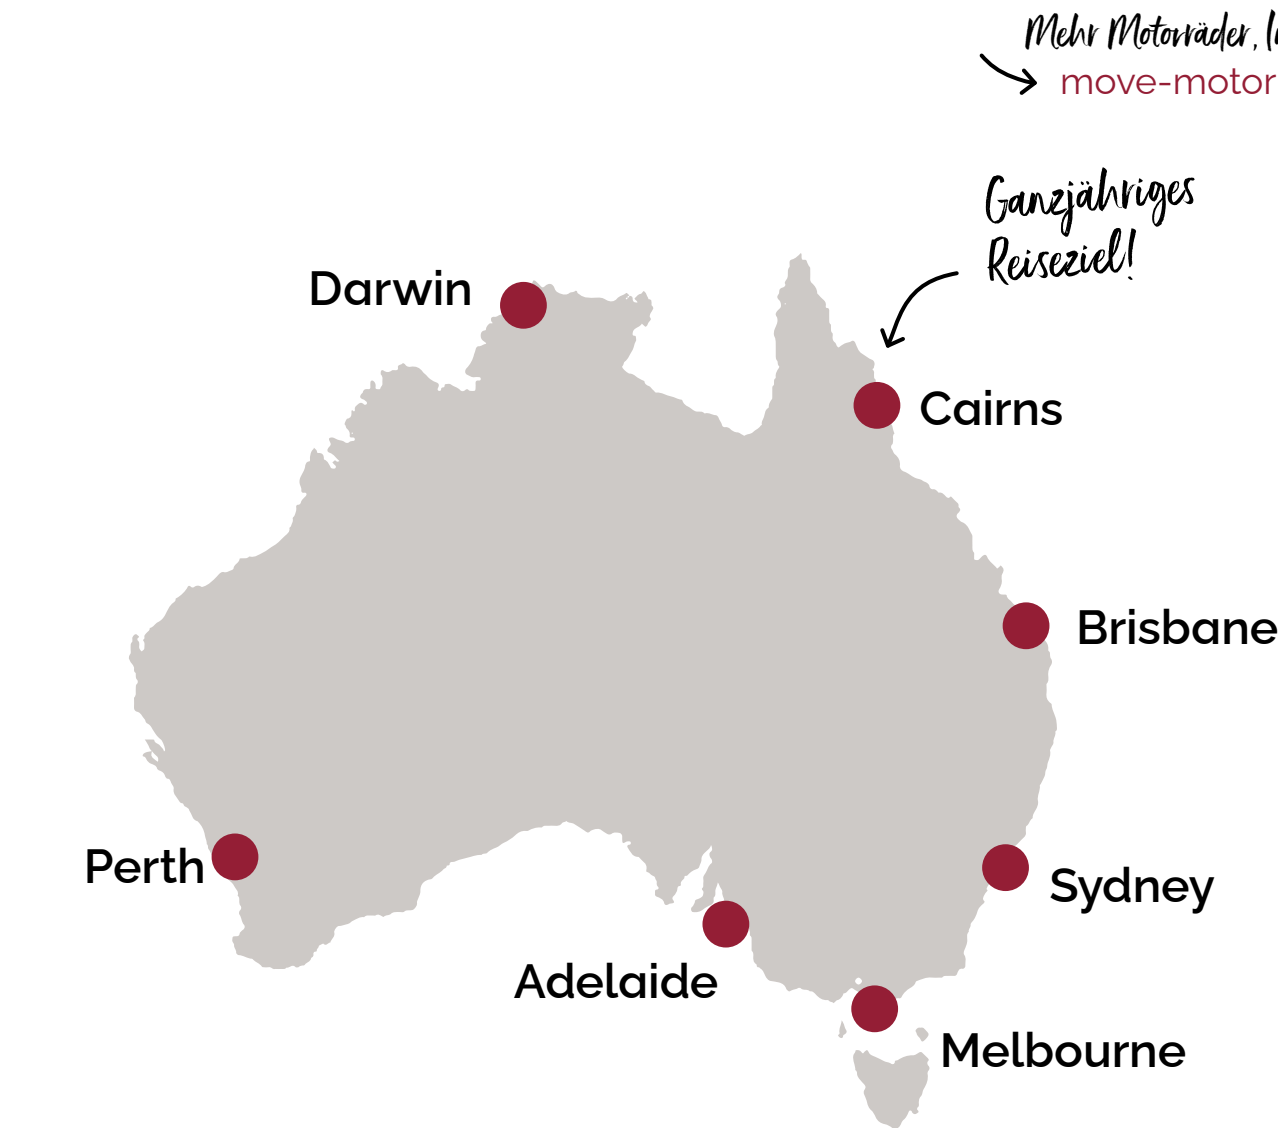 Mehr Motorräder,
move-motor
Ganzjähriges
Reiseziel!
Darwin
Cairns
Brisbane
Perth
Sydney
Adelaide
Melbourne